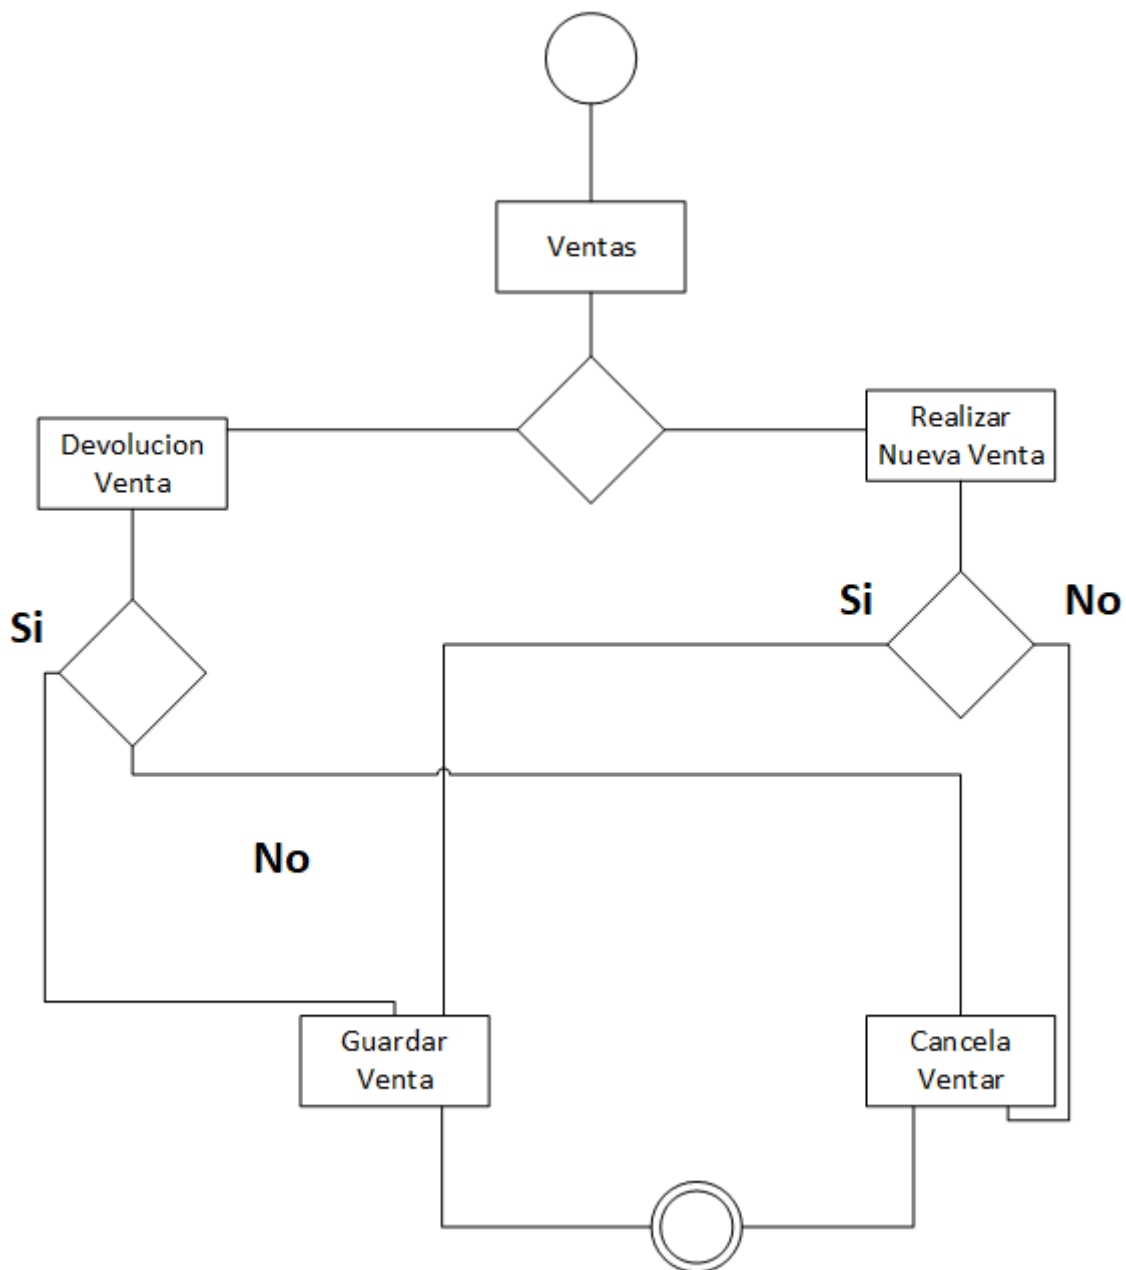 Ventas
Devolucion
Venta
Realizar
Nueva Venta
Si
Si
No
No
Guardar
Venta
Cancela
Ventar